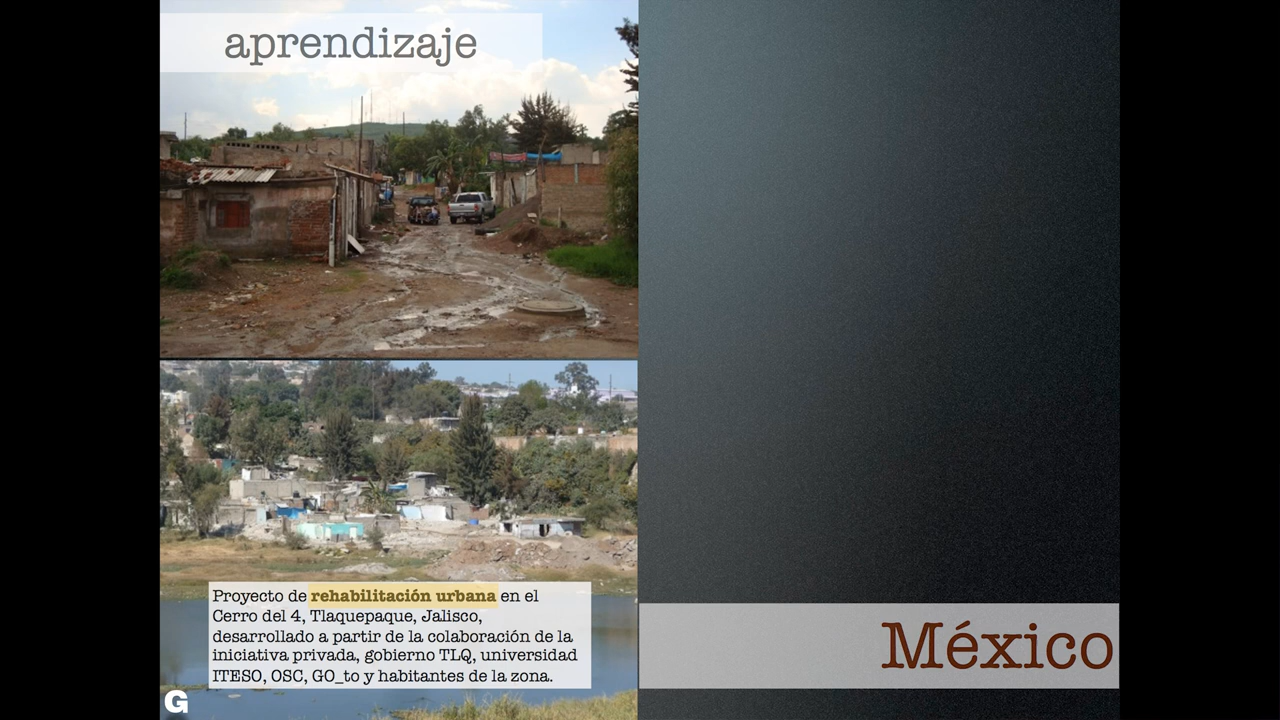 aprendizaje
Proyecto de rehabilitación urbana en el
Cerro del 4, Tlaquepaque, Jalisco,
desarrollado a partir de la colaboración de la
iniciativa privada, gobierno TLQ, universidad
ITESO, OSC, GO_to y habitantes de la zona.
G
México